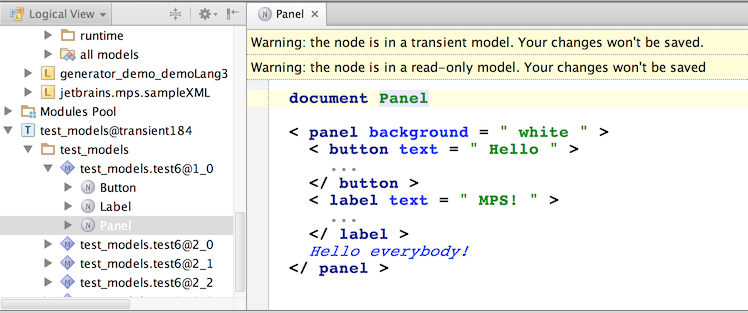 Logical View
runtime
all models
generator_demo_demoLang3
jetbrains.mps.sampleXML
Modules Pool
test_models@transient184
test_models
test_models.test6@1_0
Button
Label
Panel
test_models.test6@2_0
test_models.test6@2_1
test_models.test6@2_2
Panel
Warning: the node is in a transient model. Your changes won't be saved.
Warning: the node is in a read-only model. Your changes won't be saved
document Panel
< panel background = " white " >
< button text = " Hello " >
...
</ button >
< label text = " MPS! " >
...
</ label >
Hello everybody!
</ panel >